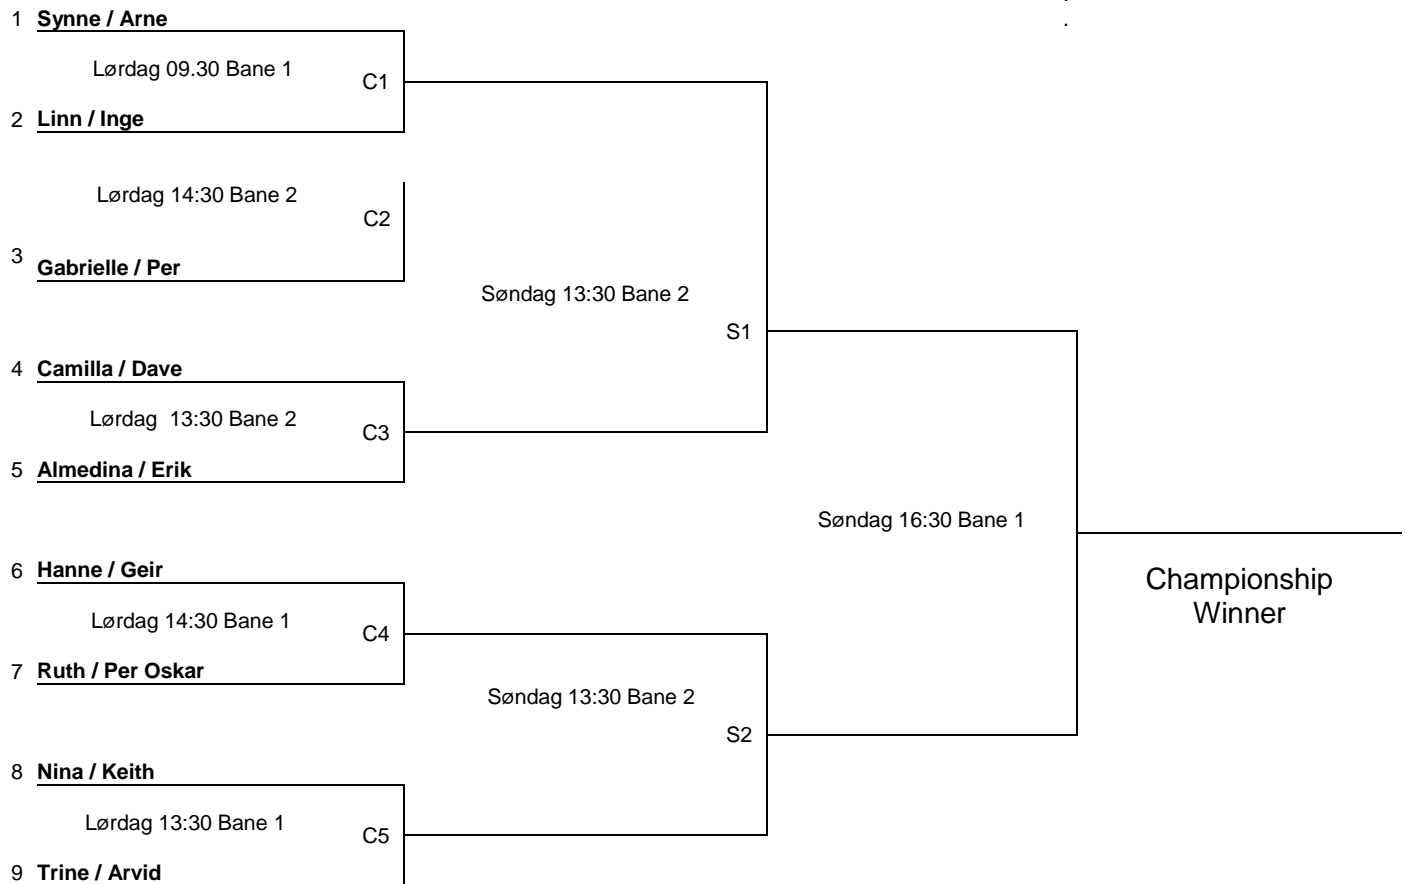 1 Synne / Arne
Lørdag 09.30 Bane 1
C1
2 Linn / Inge
Lørdag 14:30 Bane 2
C2
3 Gabrielle / Per
Søndag 13:30 Bane 2
S1
4 Camilla / Dave
Lørdag  13:30 Bane 2
C3
5 Almedina / Erik
Søndag 16:30 Bane 1
6 Hanne / Geir
Championship
Winner
Lørdag 14:30 Bane 1
C4
7 Ruth / Per Oskar
Søndag 13:30 Bane 2
S2
8 Nina / Keith
Lørdag 13:30 Bane 1
C5
9 Trine / Arvid